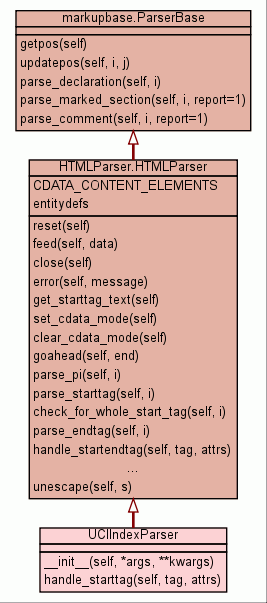 markupbase.ParserBase
getpos(self)
updatepos(self, i, j)
parse_declaration(self, i)
parse_marked_section(self, i, report=1)
parse_comment(self, i, report=1)
HTMLParser.HTMLParser
CDATA_CONTENT_ELEMENTS
entitydefs
reset(self)
feed(self, data)
close(self)
error(self, message)
get_starttag_text(self)
set_cdata_mode(self)
clear_cdata_mode(self)
goahead(self, end)
parse_pi(self, i)
parse_starttag(self, i)
check_for_whole_start_tag(self, i)
parse_endtag(self, i)
handle_startendtag(self, tag, attrs)
...
unescape(self, s)
UCIIndexParser
__init__(self, *args, **kwargs)
handle_starttag(self, tag, attrs)